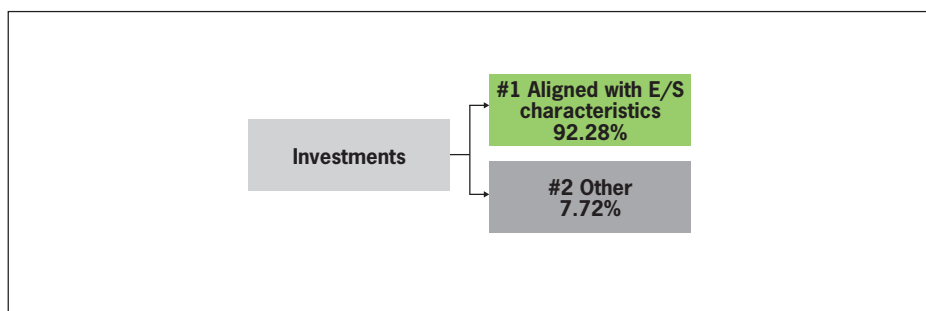 #1 Aligned with E/S
characteristics
92.28%
Investments
#2 Other
7.72%